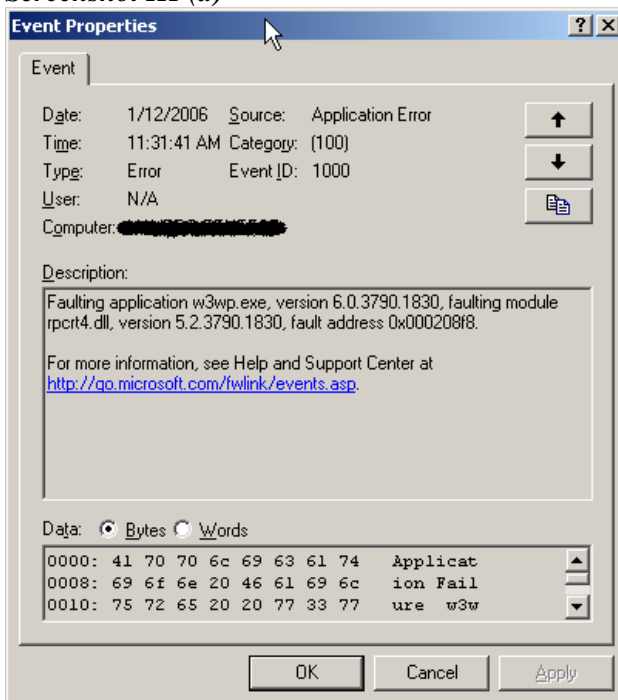 Screenshot III (a)
Event Properties
Event
Date: 1/12/2006 Source: Application Error
Time: 11:31:41 AM Category: (100)
Type: Error Event ID: 1000
User: N/A
Computer:
Description:
Faulting application w3wp.exe, version 6.0.3790.1830, faulting module
rpcrt4.dll, version 5.2.3790.1830, fault address 0x000208f8.
For more information, see Help and Support Center at
http://go.microsoft.com/fwlink/events.asp.
Data: Bytes Words
0000: 41 70 70 6c 69 63 61 74 Applicat
0008: 69 6f 6e 20 46 61 69 6c ion Fail
0010: 75 72 65 20 20 77 33 77 ure  w3w
OK Cancel Apply